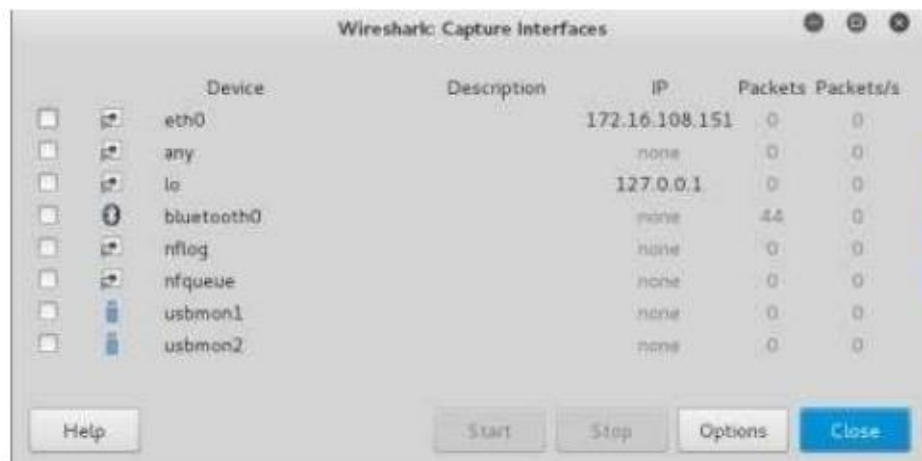 Wireshark: Capture Interfaces
Device Description IP Packets Packets/s
eth0 172.16.108.151 0 0
any none 0 0
lo 127.0.0.1 0 0
bluetooth0 none 44 0
nflog none 0 0
nfqueue none 0 0
usbmon1 none 0 0
usbmon2 none 0 0
Help Start Stop Options Close